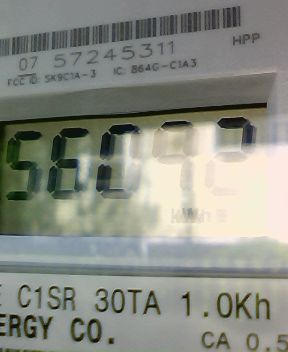 07 57245311
HPP
FCC ID: SK9C1A-3 IC: 864G-C1A3
56092
kWh
C1SR 30TA 1.0Kh
ERGY CO.
CA 0.5